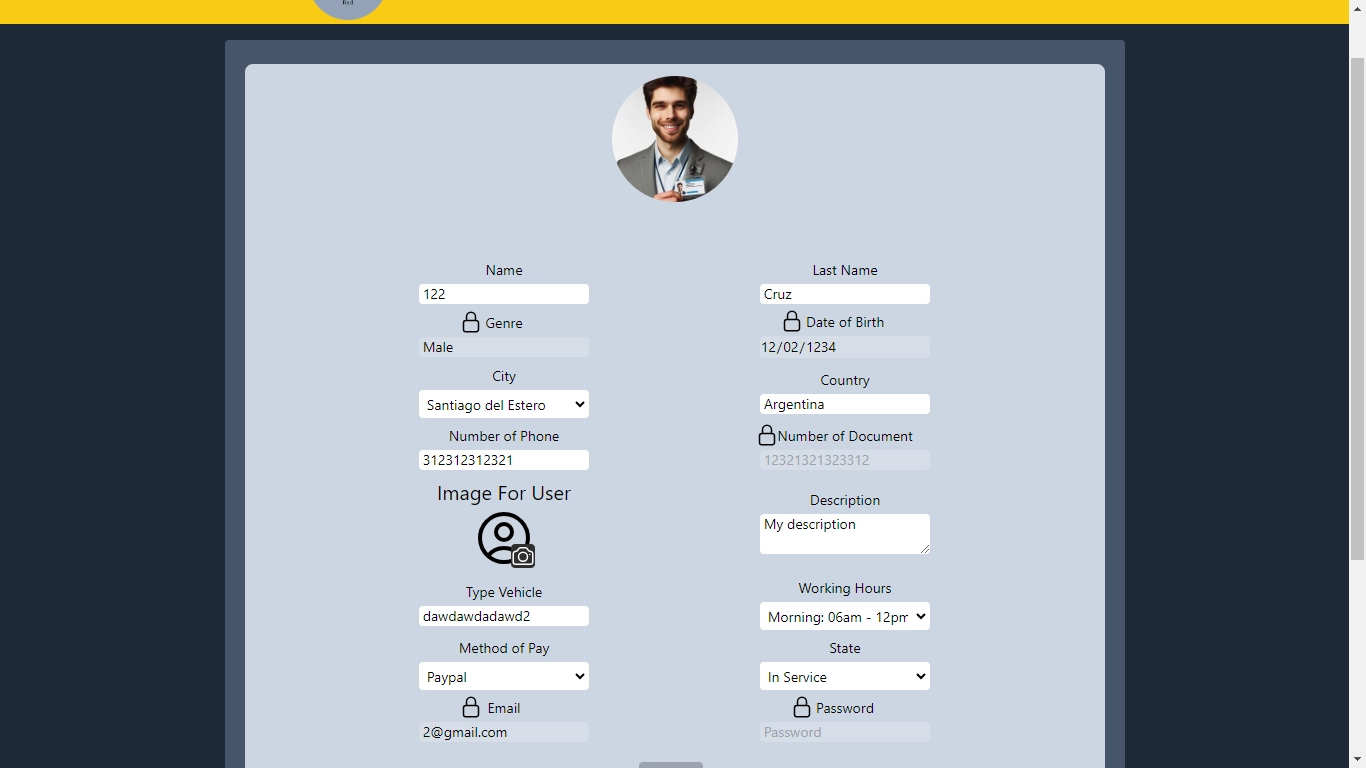 Red
Name
122
Last Name
Cruz
Genre
Male
Date of Birth
12/02/1234
City
Santiago del Estero
Country
Argentina
Number of Phone
312312312321
Number of Document
12321321323312
Image For User
Description
My description
Type Vehicle
dawdawdadawd2
Working Hours
Morning: 06am - 12pm
Method of Pay
Paypal
State
In Service
Email
2@gmail.com
Password
Password